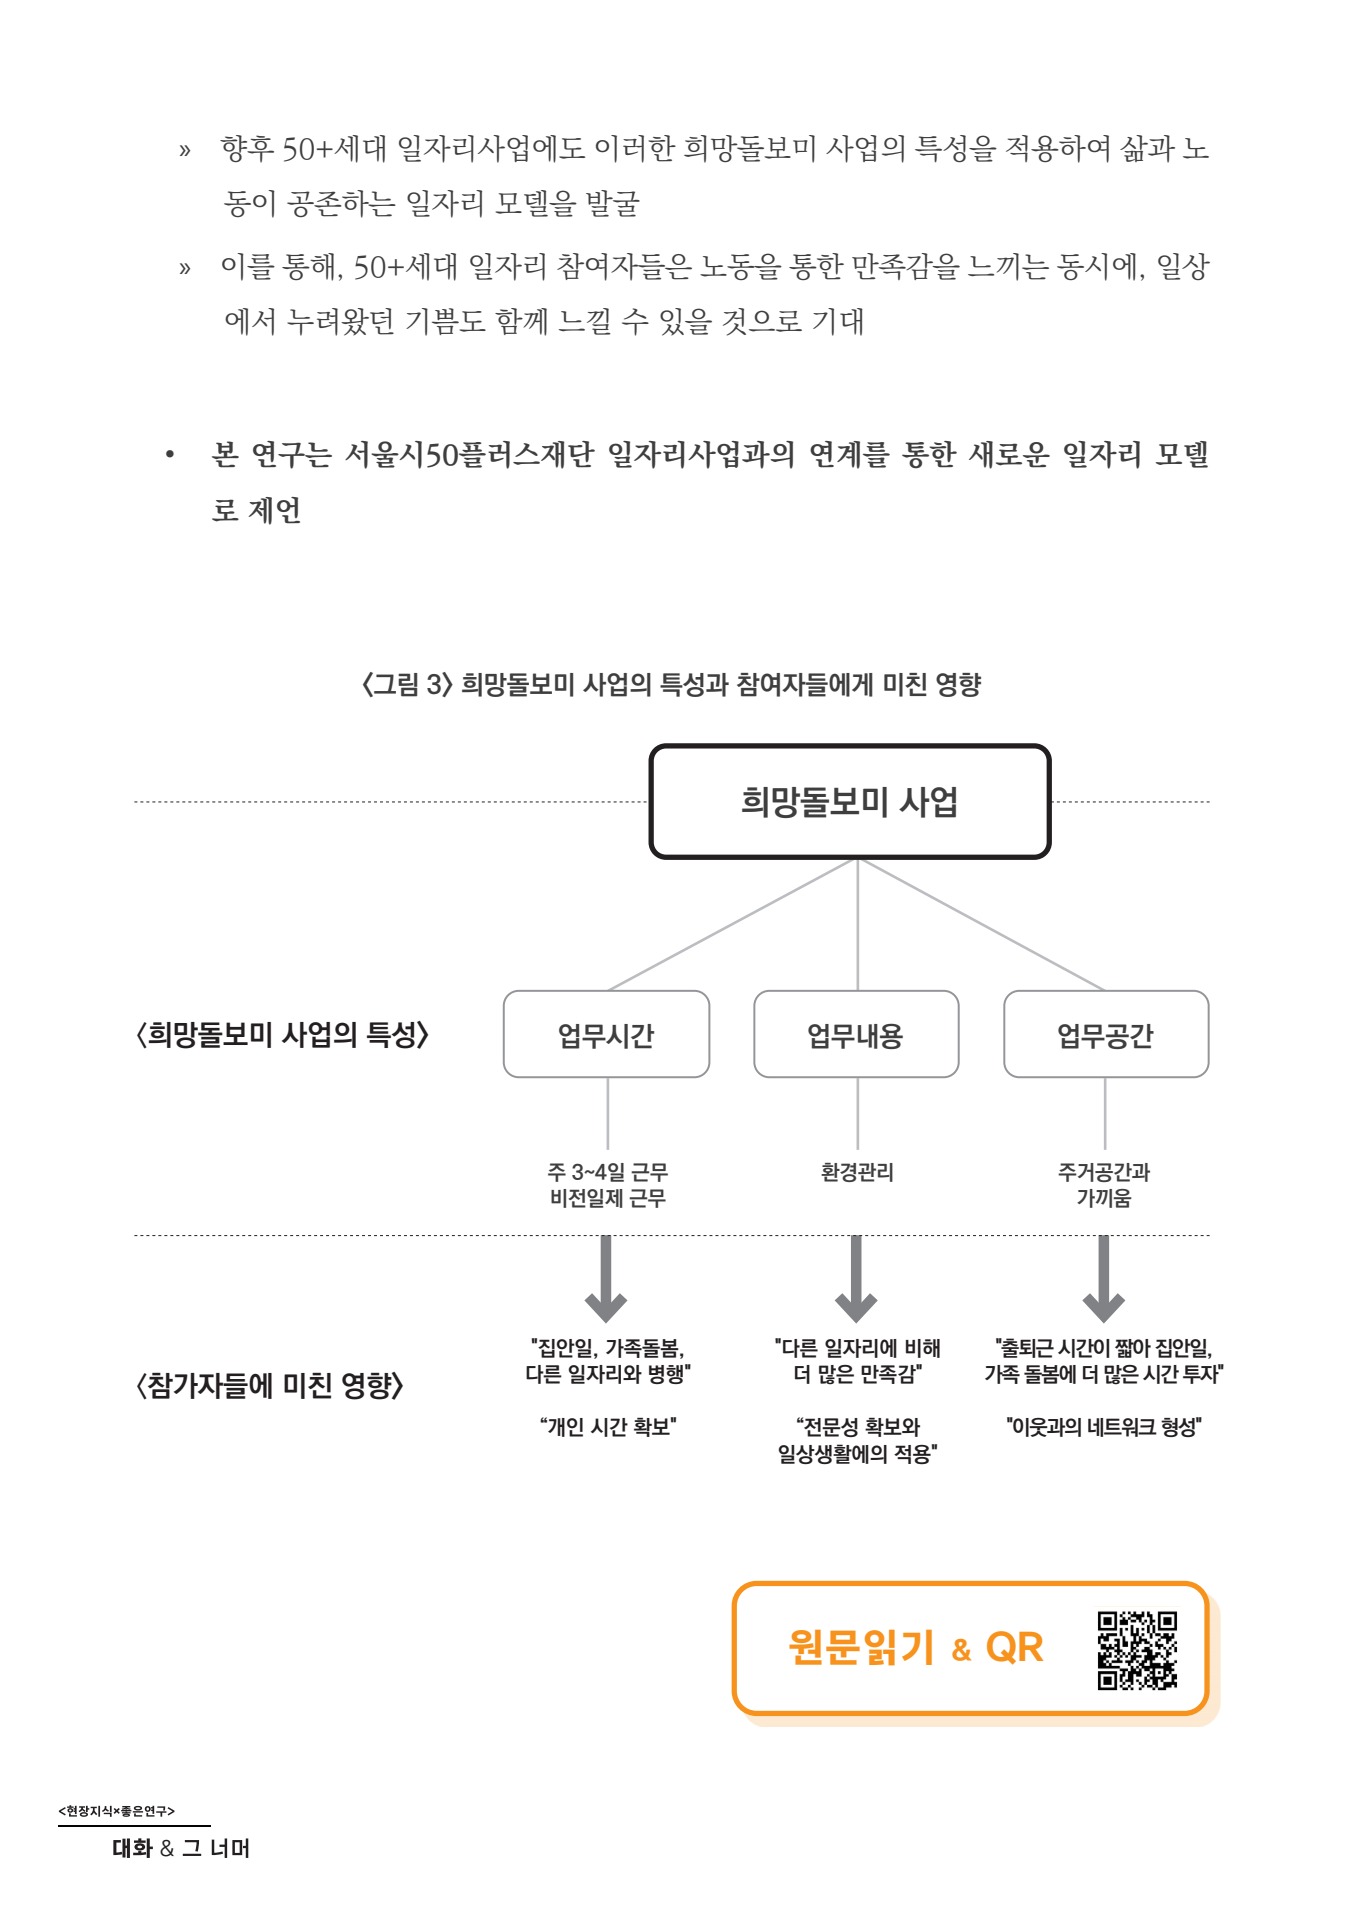 » 향후 50+세대 일자리사업에도 이러한 희망돌보미 사업의 특성을 적용하여 삶과 노
동이 공존하는 일자리 모델을 발굴
» 이를 통해, 50+세대 일자리 참여자들은 노동을 통한 만족감을 느끼는 동시에, 일상
에서 누려왔던 기쁨도 함께 느낄 수 있을 것으로 기대
• 본 연구는 서울시50플러스재단 일자리사업과의 연계를 통한 새로운 일자리 모델
로 제언
〈그림 3〉 희망돌보미 사업의 특성과 참여자들에게 미친 영향
희망돌보미 사업
〈희망돌보미 사업의 특성〉
업무시간
업무내용
업무공간
주 3~4일 근무
비전일제 근무
환경관리
주거공간과
가끼움
〈참가자들에 미친 영향〉
"집안일, 가족돌봄,
다른 일자리와 병행"
“개인 시간 확보"
"다른 일자리에 비해
더 많은 만족감"
“전문성 확보와
일상생활에의 적용"
"출퇴근 시간이 짧아 집안일,
가족 돌봄에 더 많은 시간 투자"
"이웃과의 네트워크 형성"
원문읽기 & QR
<현장지식×좋은연구>
대화 & 그 너머